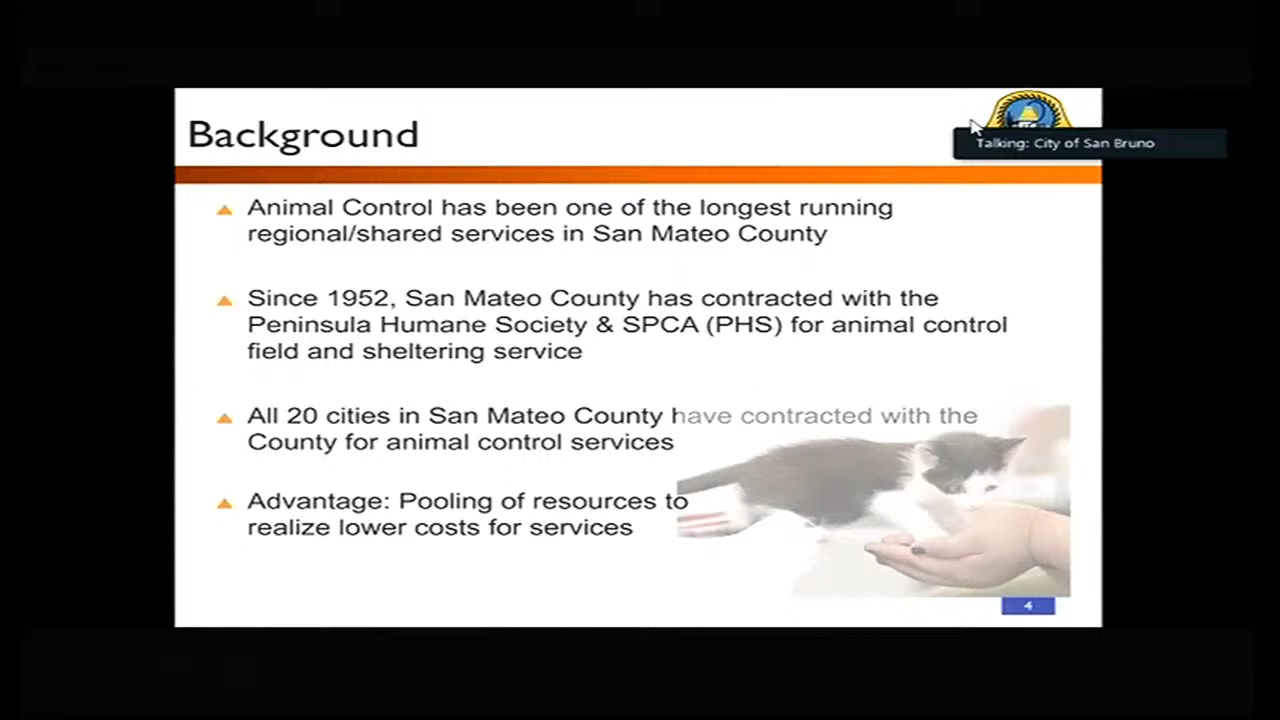 Background
Talking: City of San Bruno
Animal Control has been one of the longest running
regional/shared services in San Mateo County
Since 1952, San Mateo County has contracted with the
Peninsula Humane Society & SPCA (PHS) for animal control
field and sheltering service
All 20 cities in San Mateo County have contracted with the
County for animal control services
Advantage: Pooling of resources to
realize lower costs for services
4